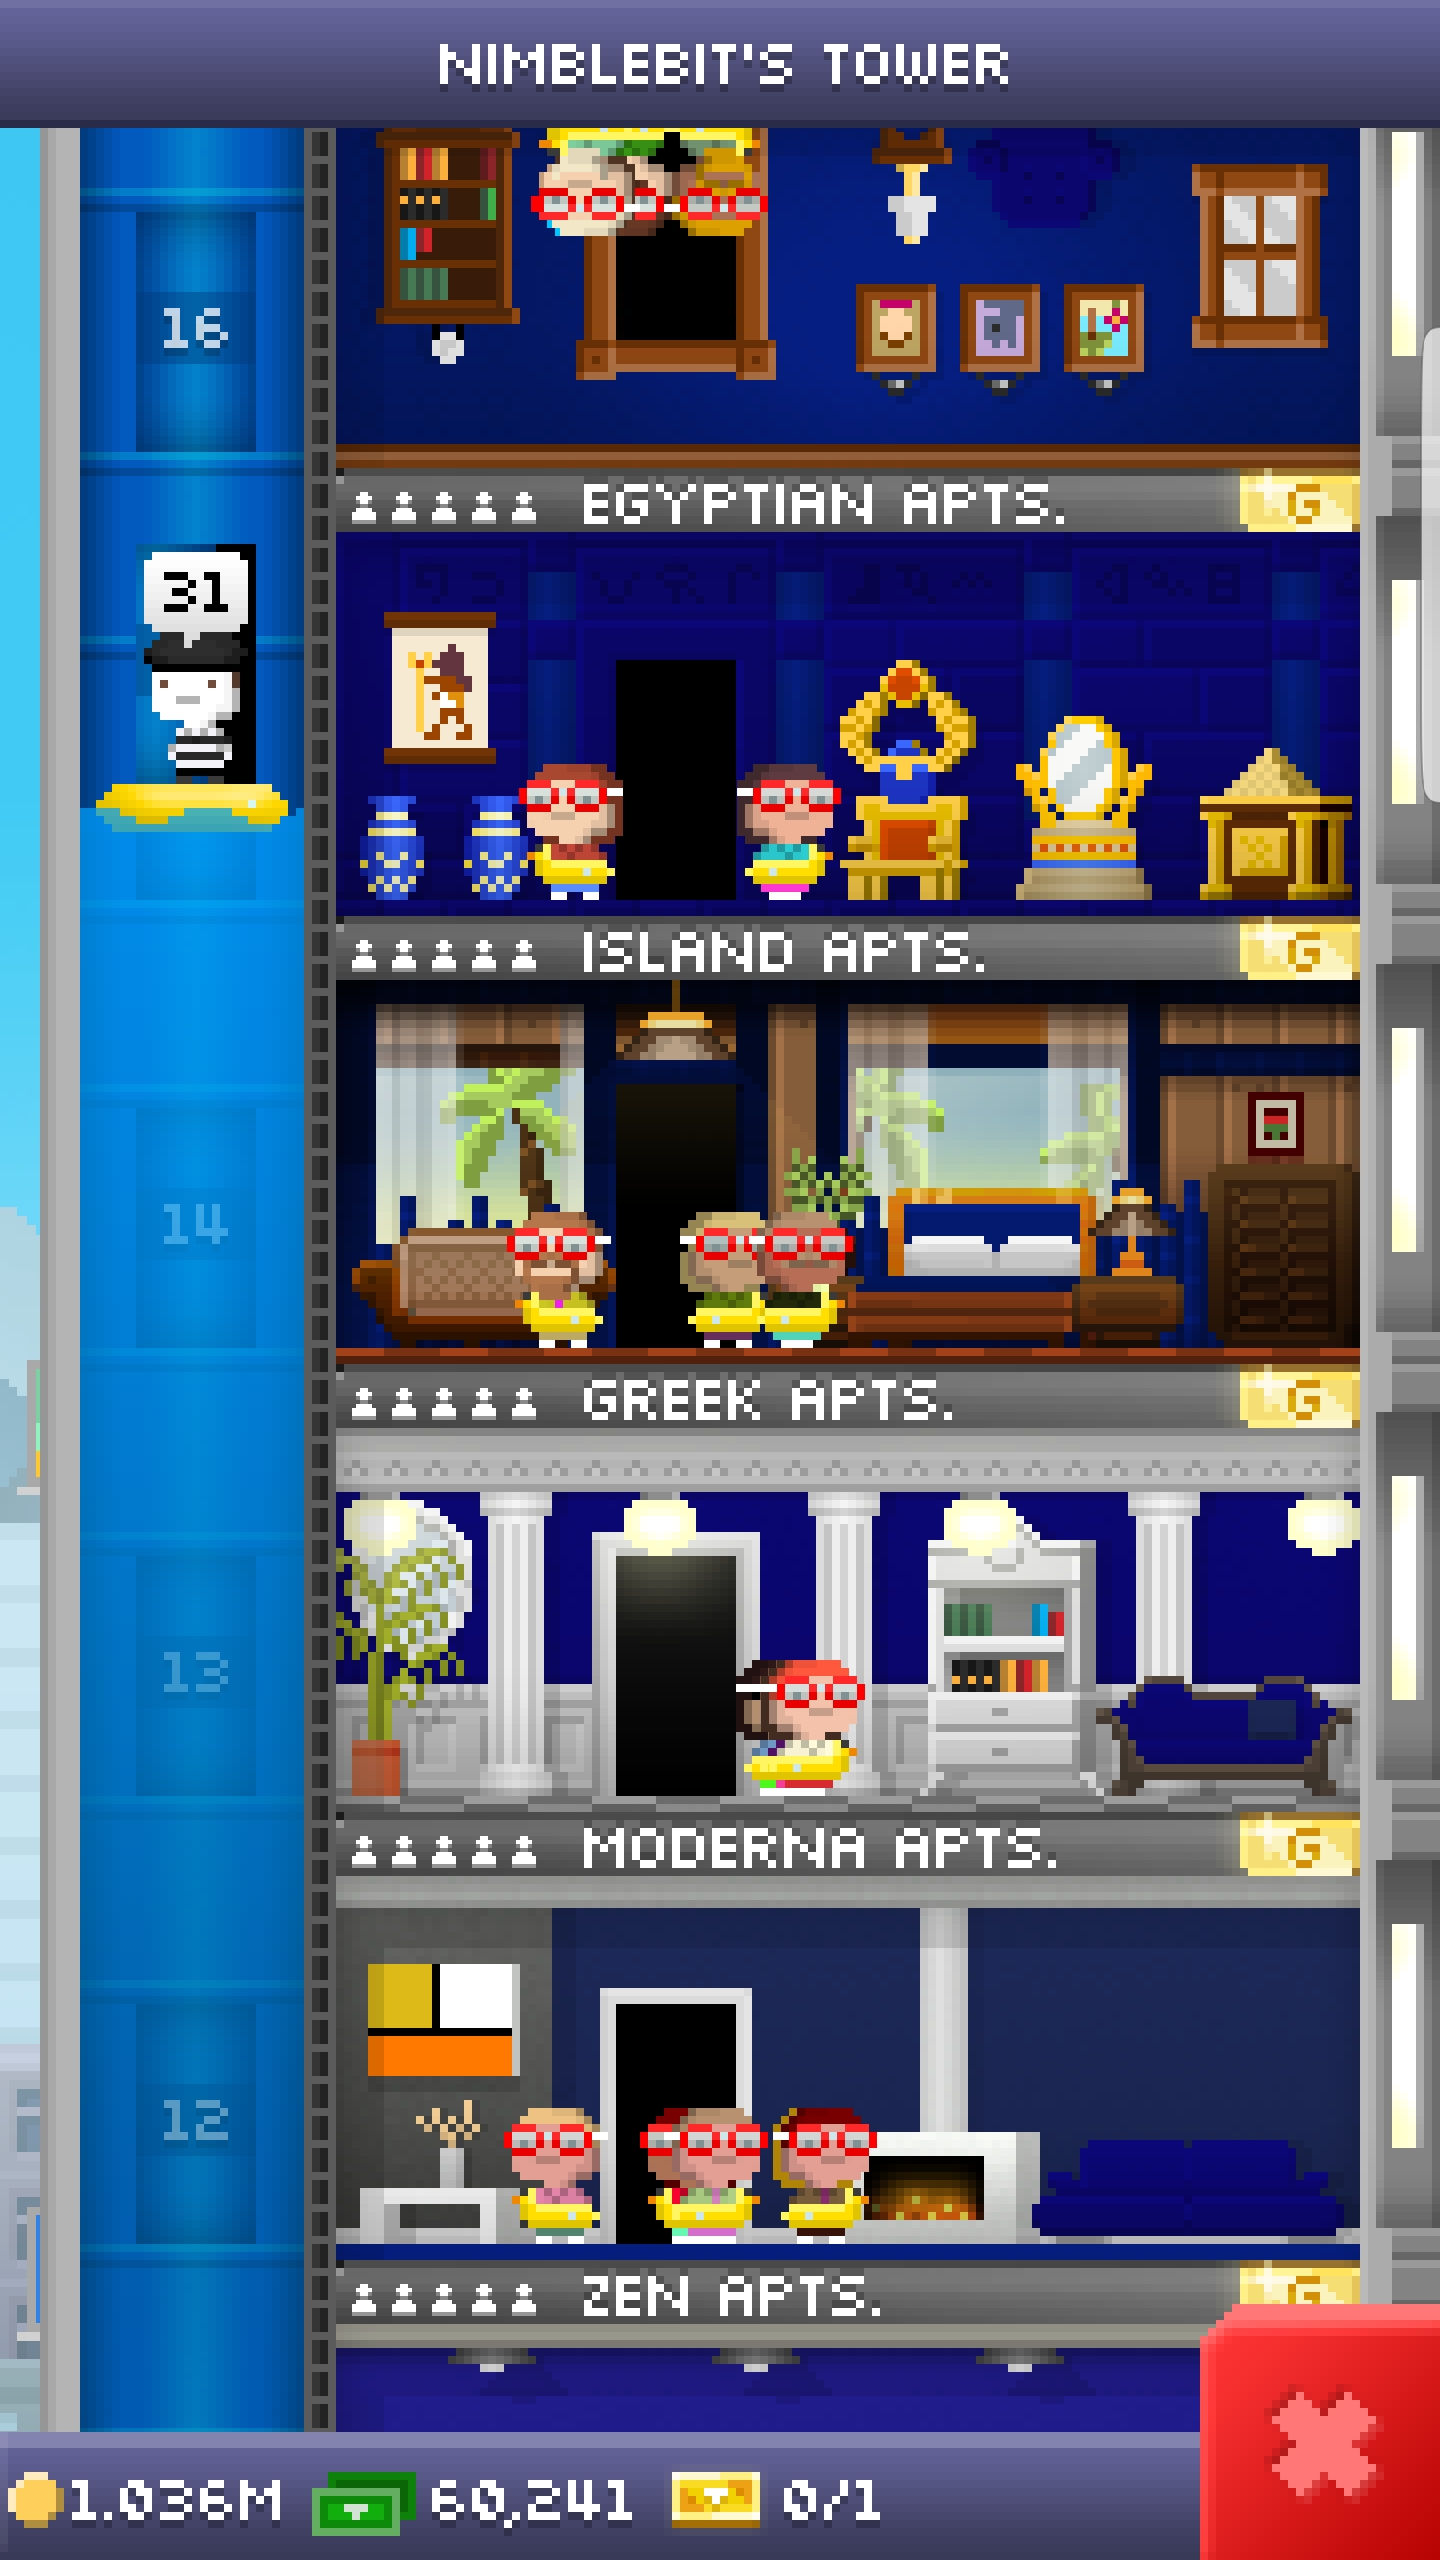 NIMBLEBIT'S TOWER
16
EGYPTIAN APTS. G
31
ISLAND APTS. G
14
GREEK APTS. G
13
MODERNA APTS. G
12
ZEN APTS. G
1.036M 60,241 0/1